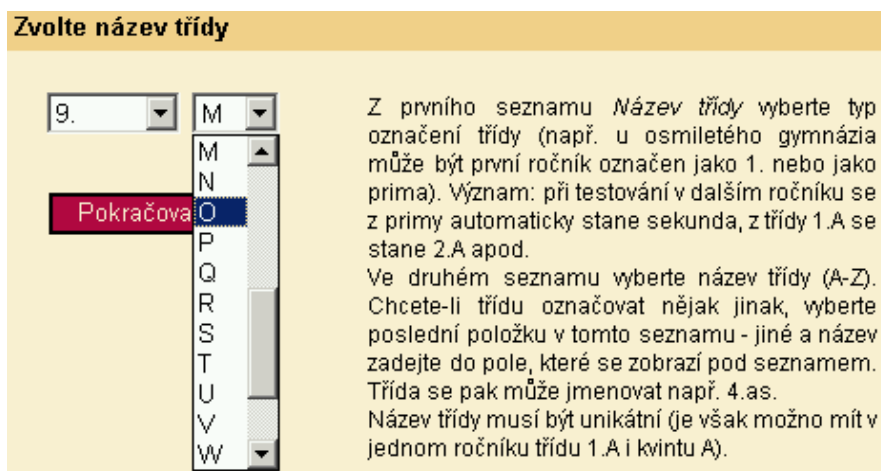 Zvolte název třídy
9.
M
M
N
O
P
Q
R
S
T
U
V
W
Pokračova
Z prvního seznamu Název třídy vyberte typ
označení třídy (např. u osmiletého gymnázia
může být první ročník označen jako 1. nebo jako
prima). Význam: při testování v dalším ročníku se
z primy automaticky stane sekunda, z třídy 1.A se
stane 2.A apod.
Ve druhém seznamu vyberte název třídy (A-Z).
Chcete-li třídu označovat nějak jinak, vyberte
poslední položku v tomto seznamu - jiné a název
zadejte do pole, které se zobrazí pod seznamem.
Třída se pak může jmenovat např. 4.as.
Název třídy musí být unikátní (je však možno mít v
jednom ročníku třídu 1.A i kvintu A).